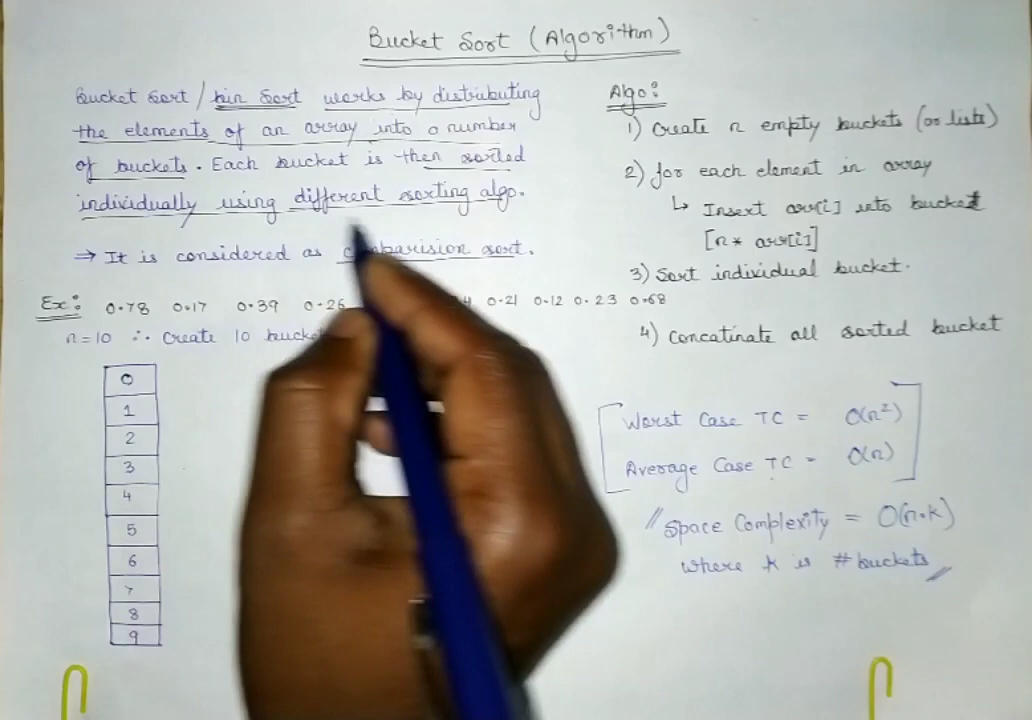 Bucket Sort (Algorithm)
Bucket Sort / bin Sort works by distributing
the elements of an array into a number
of buckets. Each bucket is then sorted
individually using different sorting algo.
⇒ It is considered as comparision sort.
Ex: 0.78 0.17 0.39 0.26 0.21 0.12 0.23 0.68
n=10 ∴ Create 10
0
1
2
3
4
5
6
7
8
9
Algo:
1) Create n empty buckets (or lists)
2) for each element in array
↳ Insert arr[i] into bucket
[n* arr[i]]
3) Sort individual bucket.
4) Concatinate all sorted bucket
Worst Case TC = O(n²)
Average Case TC = O(n)
// Space Complexity = O(n·k)
where k is # buckets //